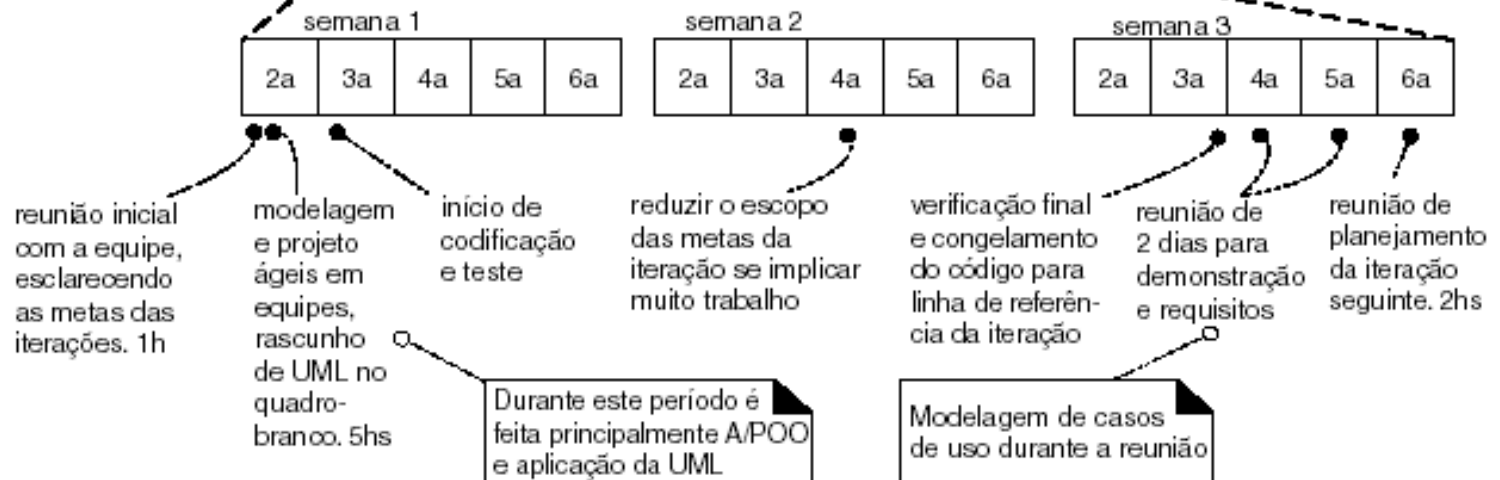 semana 1
semana 2
semana 3
2a 3a 4a 5a 6a
2a 3a 4a 5a 6a
2a 3a 4a 5a 6a
reunião inicial
com a equipe,
esclarecendo
as metas das
iterações. 1h
modelagem
e projeto
ágeis em
equipes,
rascunho
de UML no
quadro-
branco. 5hs
início de
codificação
e teste
reduzir o escopo
das metas da
iteração se implicar
muito trabalho
verificação final
e congelamento
do código para
linha de referên-
cia da iteração
reunião de
2 dias para
demonstração
e requisitos
reunião de
planejamento
da iteração
seguinte. 2hs
Durante este período é
feita principalmente A/POO
e aplicação da UML
Modelagem de casos
de uso durante a reunião